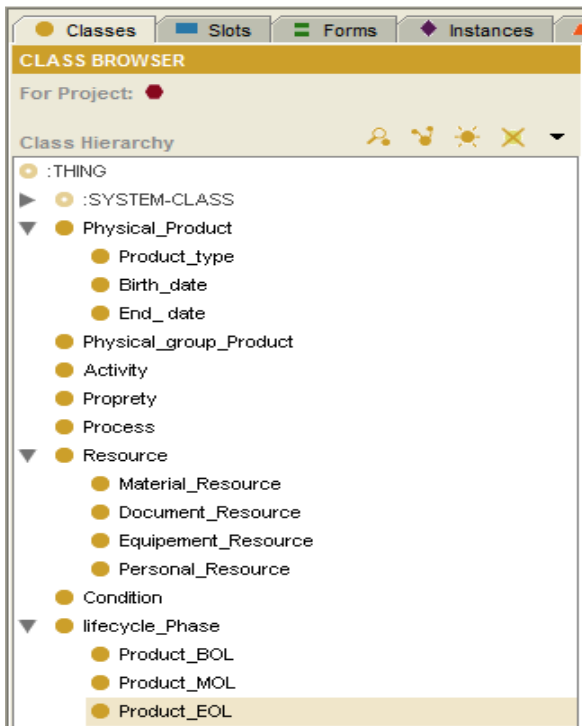 Classes Slots Forms Instances
CLASS BROWSER
For Project:
Class Hierarchy
:THING
:SYSTEM-CLASS
Physical_Product
Product_type
Birth_date
End_ date
Physical_group_Product
Activity
Proprety
Process
Resource
Material_Resource
Document_Resource
Equipement_Resource
Personal_Resource
Condition
lifecycle_Phase
Product_BOL
Product_MOL
Product_EOL